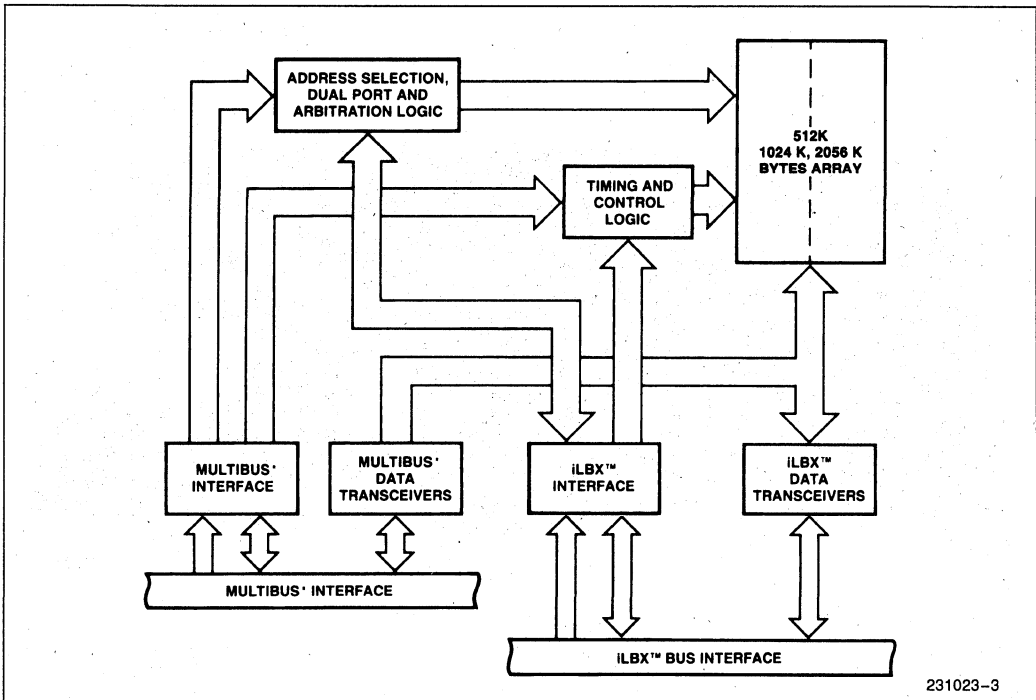 ADDRESS SELECTION,
DUAL PORT AND
ARBITRATION LOGIC
512K
1024 K, 2056 K
BYTES ARRAY
TIMING AND
CONTROL
LOGIC
MULTIBUS*
INTERFACE
MULTIBUS*
DATA
TRANSCEIVERS
iLBX™
INTERFACE
iLBX™
DATA
TRANSCEIVERS
MULTIBUS* INTERFACE
iLBX™ BUS INTERFACE
231023–3